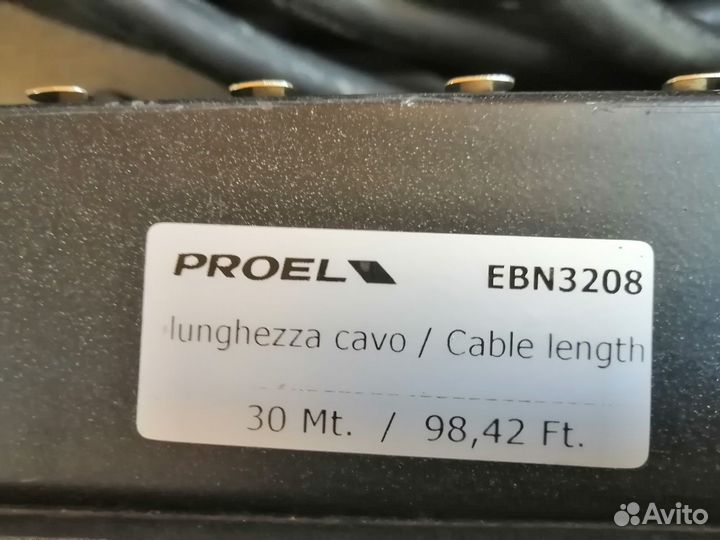 PROEL EBN3208
lunghezza cavo / Cable length
30 Mt. / 98,42 Ft.
Avito